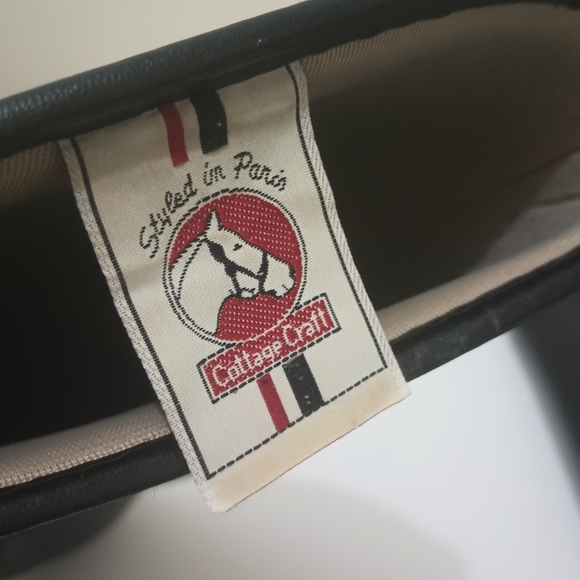 Styled in Paris
Cottage Craft